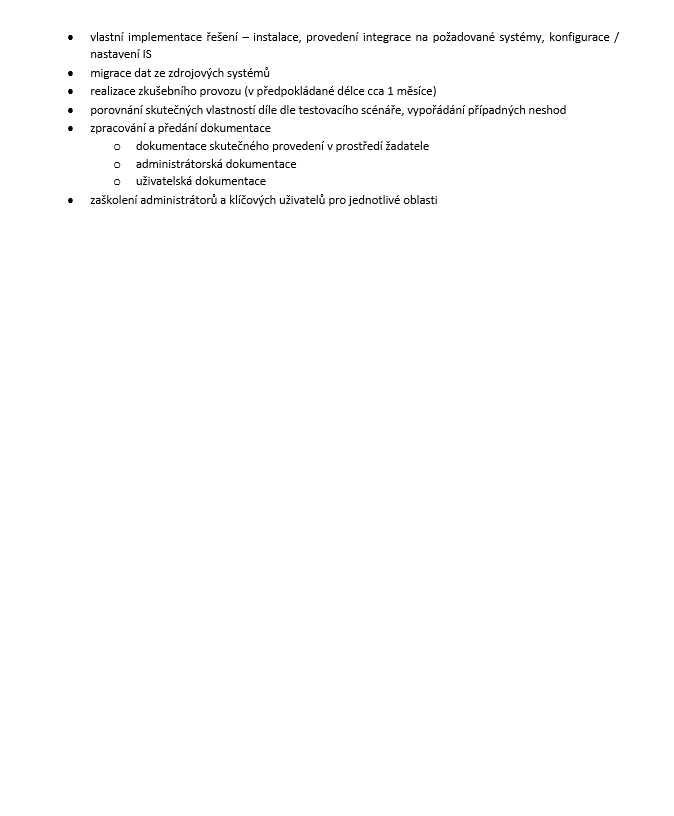 • vlastní implementace řešení – instalace, provedení integrace na požadované systémy, konfigurace /
nastavení IS
• migrace dat ze zdrojových systémů
• realizace zkušebního provozu (v předpokládané délce cca 1 měsíce)
• porovnání skutečných vlastností díle dle testovacího scénáře, vypořádání případných neshod
• zpracování a předání dokumentace
o dokumentace skutečného provedení v prostředí žadatele
o administrátorská dokumentace
o uživatelská dokumentace
• zaškolení administrátorů a klíčových uživatelů pro jednotlivé oblasti